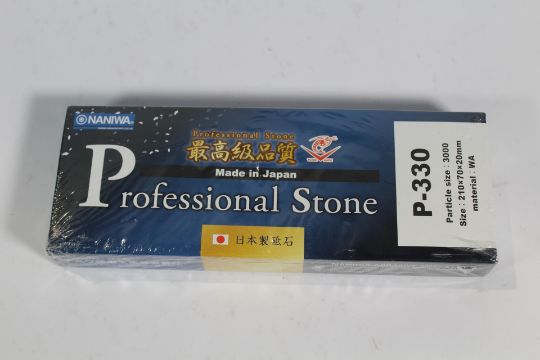 NANIWA
Professional Stone
最高級品質
Made in Japan
Professional Stone
日本製砥石
P-330
Particle size : 3000
Size : 210×70×20mm
material : WA